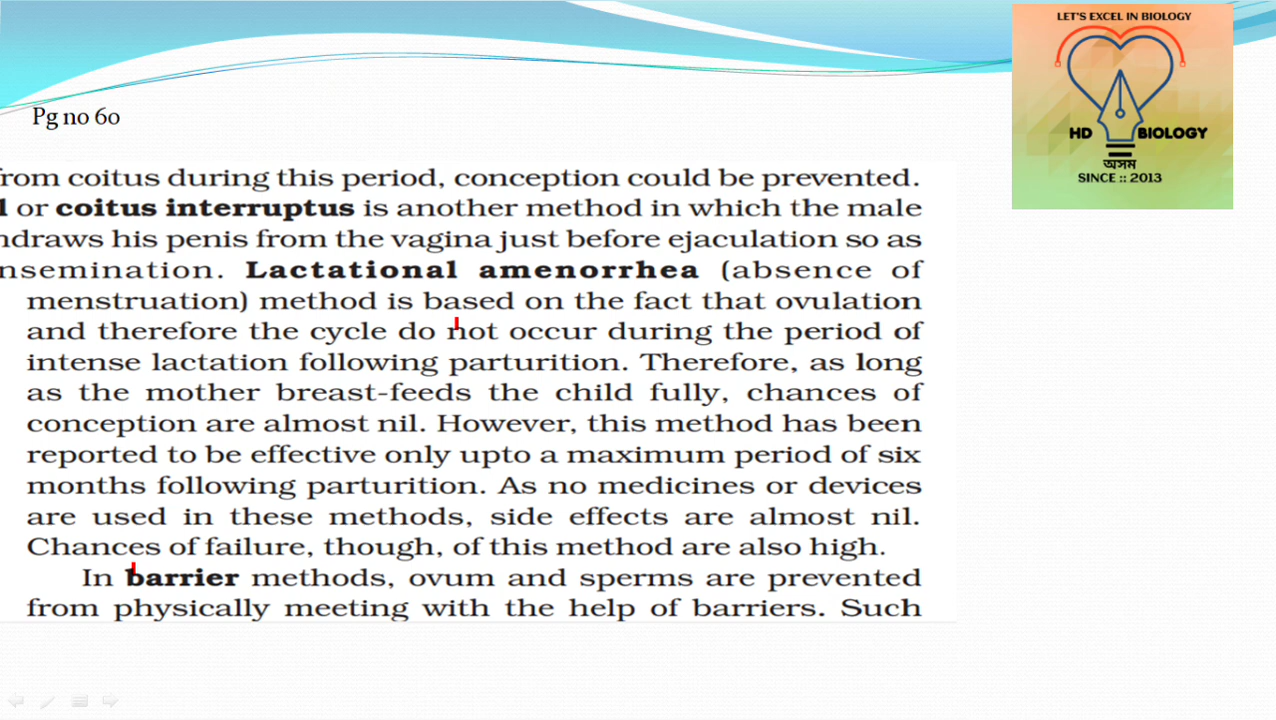 LET'S EXCEL IN BIOLOGY
HD BIOLOGY
অসম
SINCE :: 2013
Pg no 60
from coitus during this period, conception could be prevented.
l or coitus interruptus is another method in which the male
ndraws his penis from the vagina just before ejaculation so as
nsemination. Lactational amenorrhea (absence of
menstruation) method is based on the fact that ovulation
and therefore the cycle do not occur during the period of
intense lactation following parturition. Therefore, as long
as the mother breast-feeds the child fully, chances of
conception are almost nil. However, this method has been
reported to be effective only upto a maximum period of six
months following parturition. As no medicines or devices
are used in these methods, side effects are almost nil.
Chances of failure, though, of this method are also high.
In barrier methods, ovum and sperms are prevented
from physically meeting with the help of barriers. Such